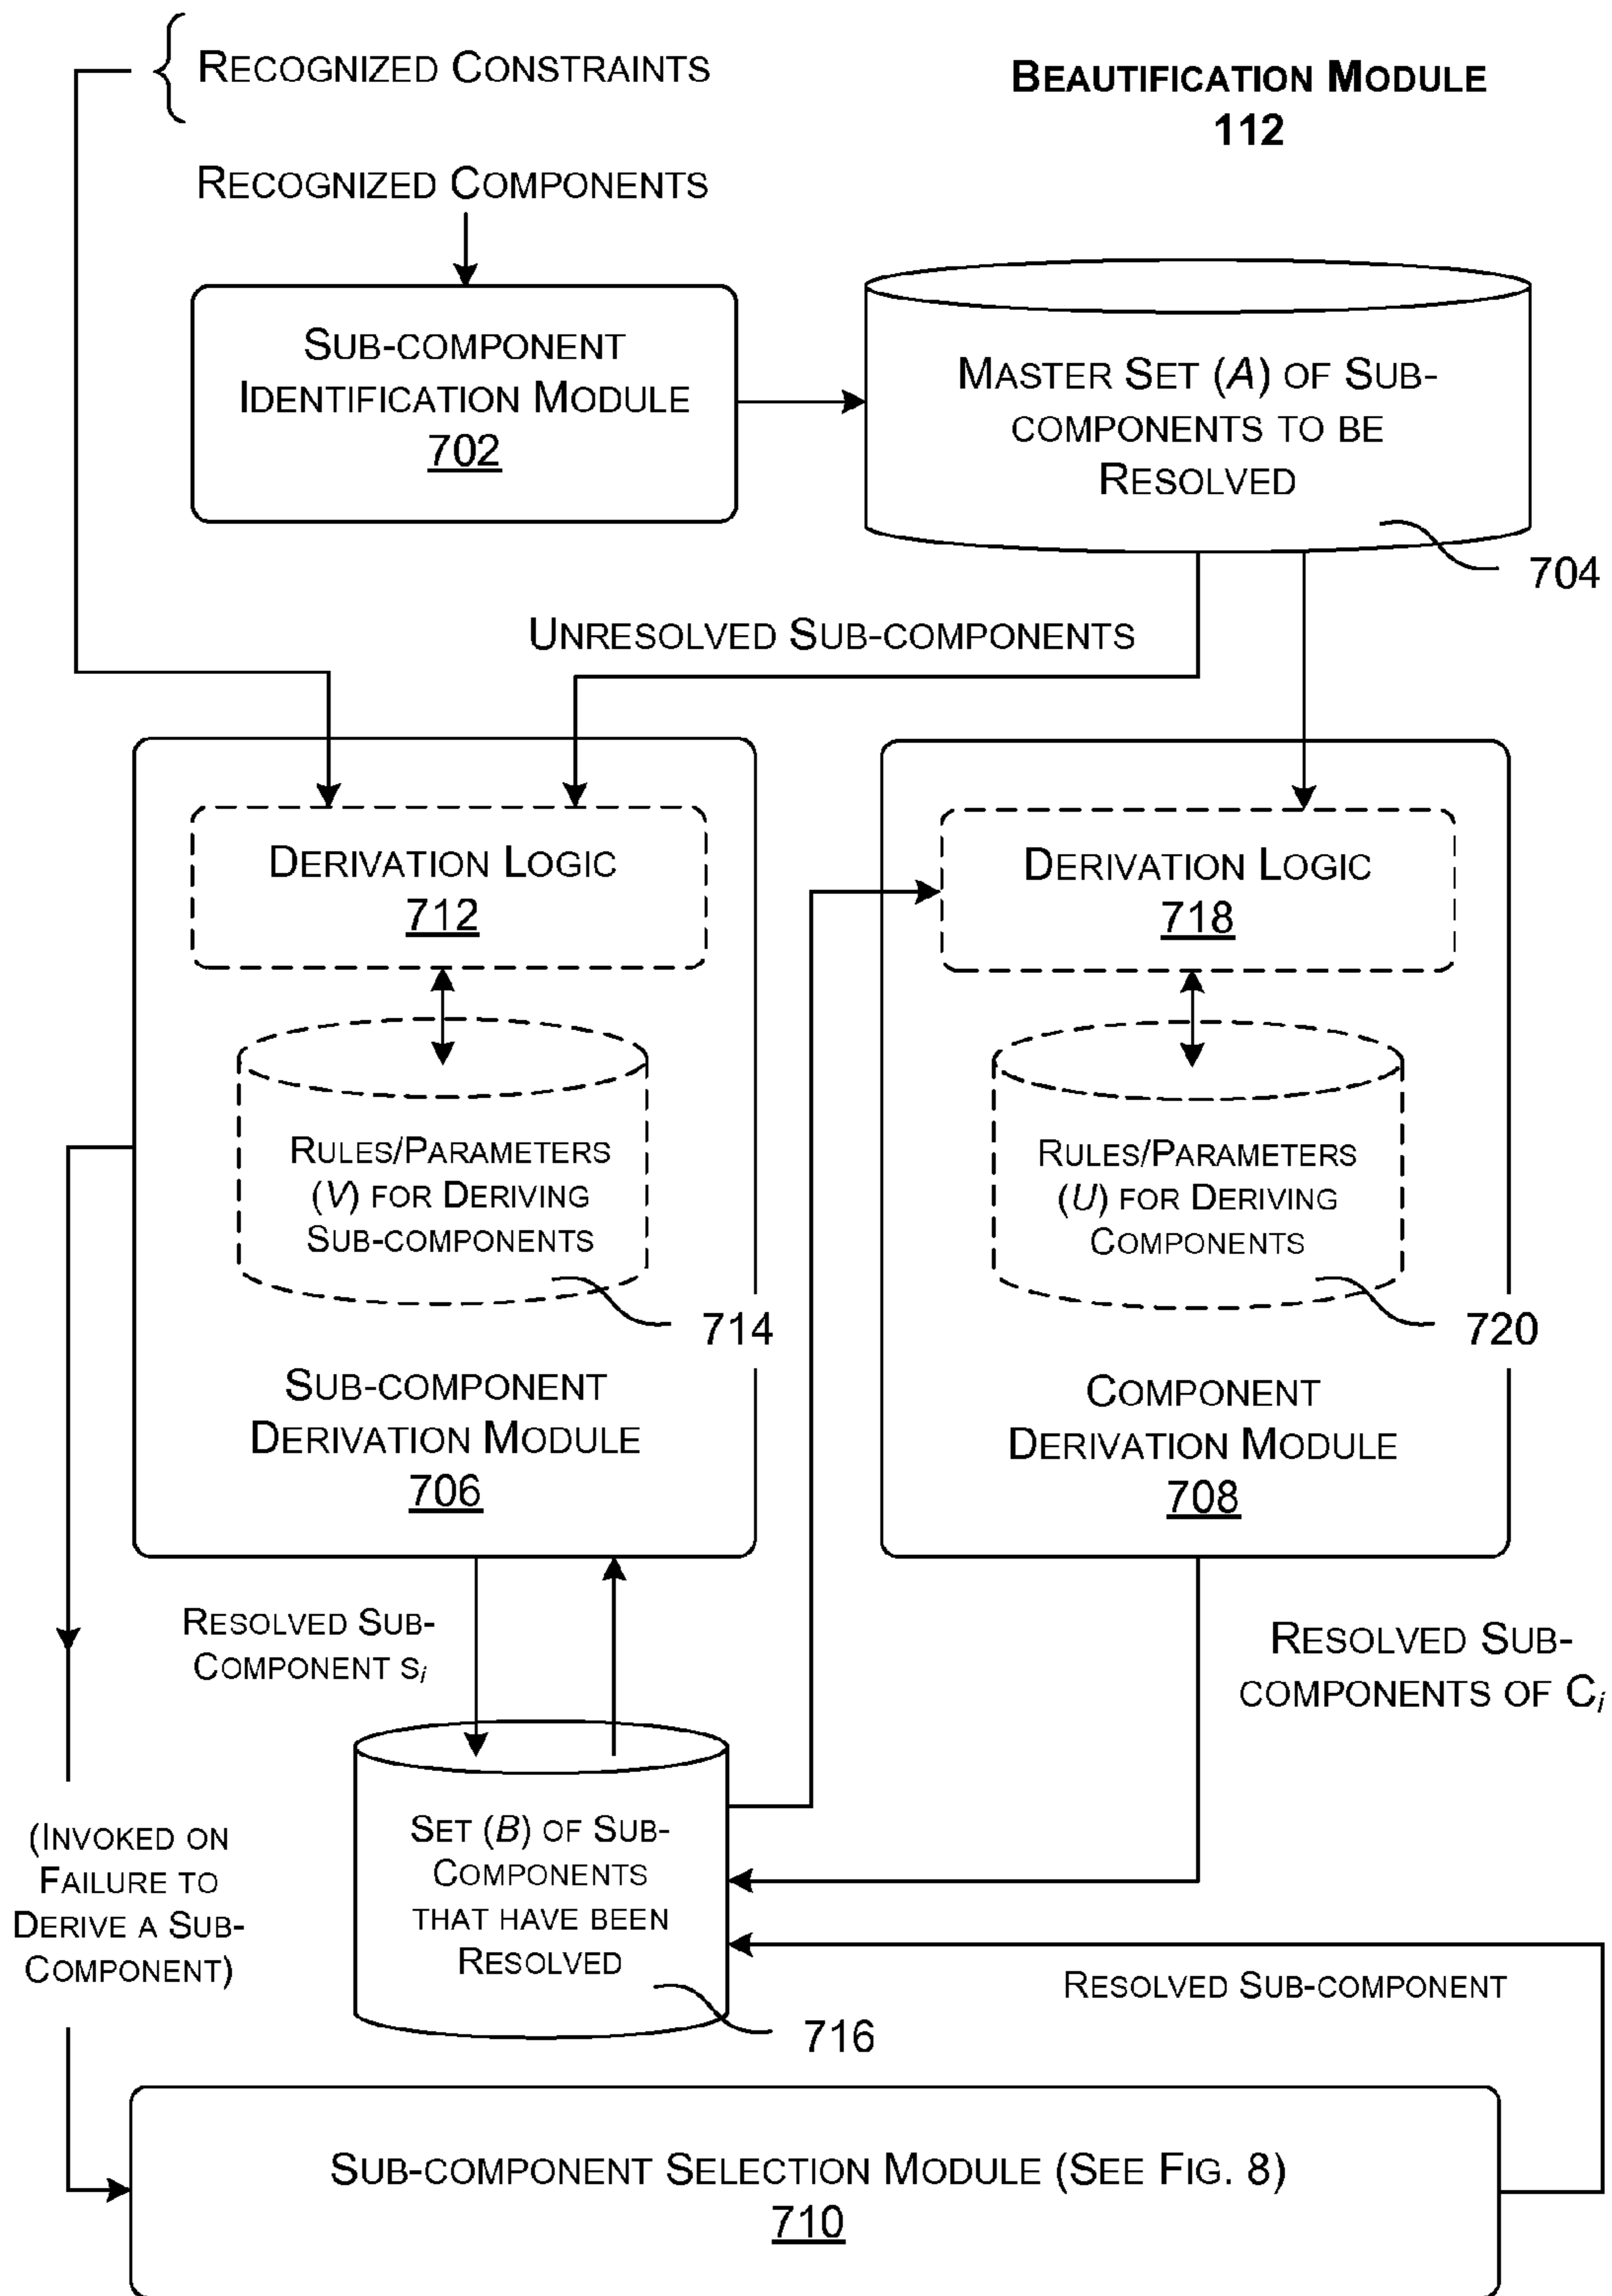 RECOGNIZED CONSTRAINTS
BEAUTIFICATION MODULE
112
RECOGNIZED COMPONENTS
SUB-COMPONENT
IDENTIFICATION MODULE
702
MASTER SET (A) OF SUB-
COMPONENTS TO BE
RESOLVED
704
UNRESOLVED SUB-COMPONENTS
DERIVATION LOGIC
712
DERIVATION LOGIC
718
RULES/PARAMETERS
(V) FOR DERIVING
SUB-COMPONENTS
714
RULES/PARAMETERS
(U) FOR DERIVING
COMPONENTS
720
SUB-COMPONENT
DERIVATION MODULE
706
COMPONENT
DERIVATION MODULE
708
RESOLVED SUB-
COMPONENT Si
RESOLVED SUB-
COMPONENTS OF Ci
(INVOKED ON
FAILURE TO
DERIVE A SUB-
COMPONENT)
SET (B) OF SUB-
COMPONENTS
THAT HAVE BEEN
RESOLVED
716
RESOLVED SUB-COMPONENT
SUB-COMPONENT SELECTION MODULE (SEE FIG. 8)
710